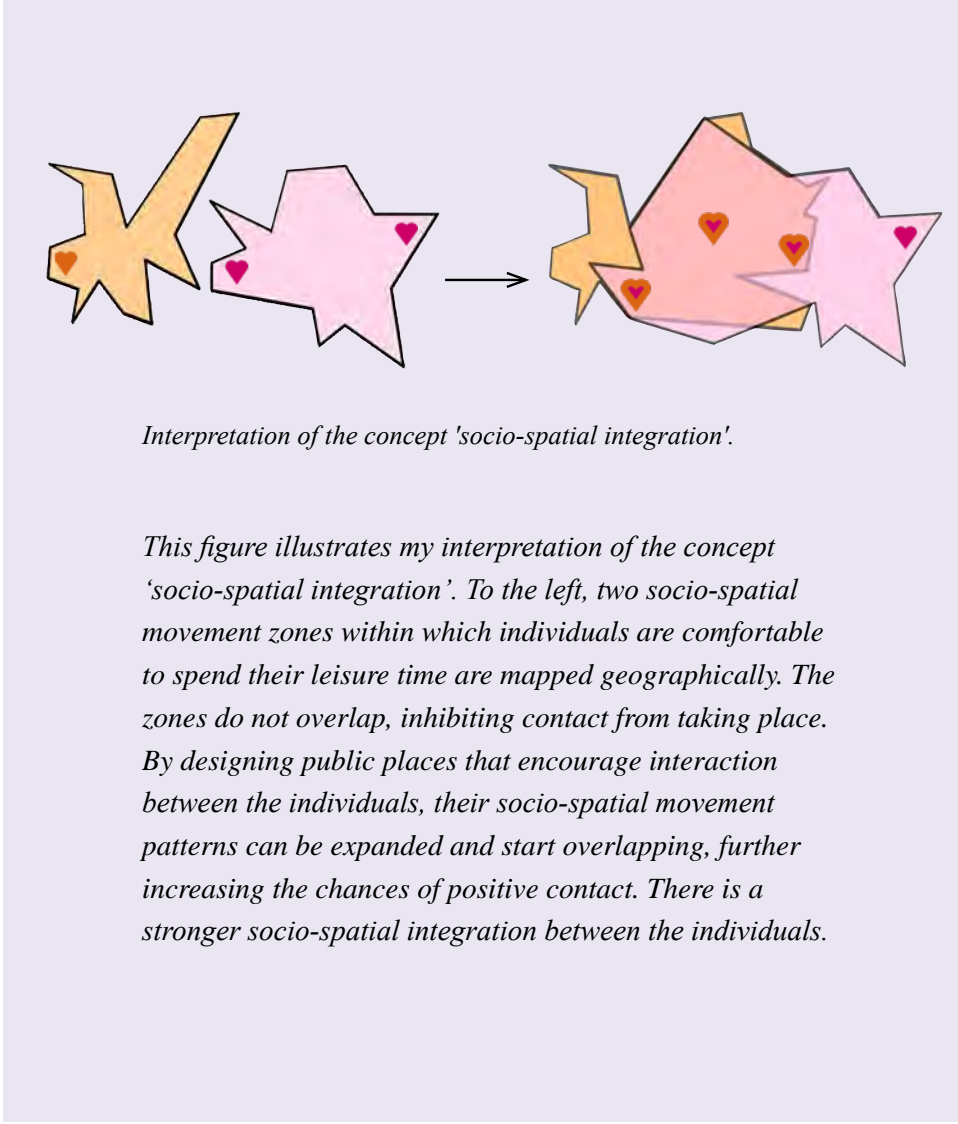 Interpretation of the concept 'socio-spatial integration'.
This figure illustrates my interpretation of the concept
‘socio-spatial integration’. To the left, two socio-spatial
movement zones within which individuals are comfortable
to spend their leisure time are mapped geographically. The
zones do not overlap, inhibiting contact from taking place.
By designing public places that encourage interaction
between the individuals, their socio-spatial movement
patterns can be expanded and start overlapping, further
increasing the chances of positive contact. There is a
stronger socio-spatial integration between the individuals.